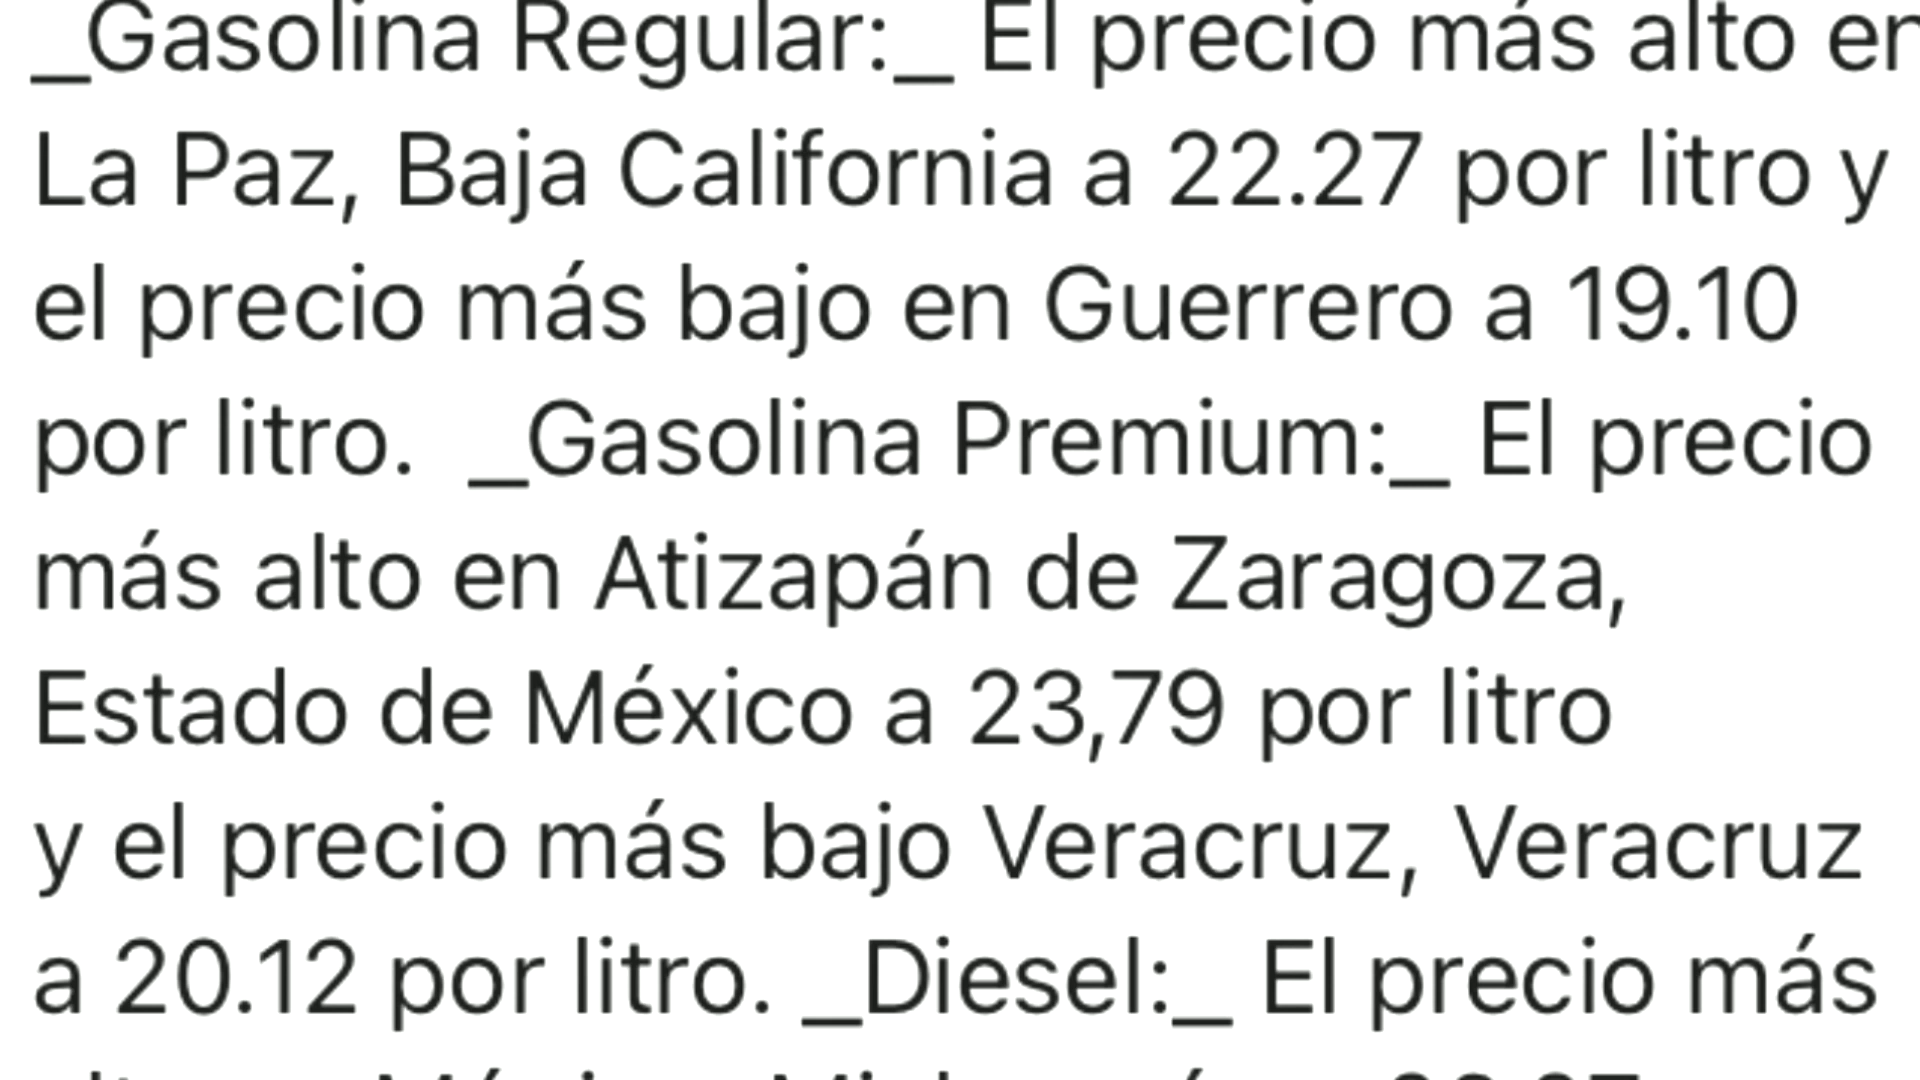 _Gasolina Regular:_ El precio más alto en
La Paz, Baja California a 22.27 por litro y
el precio más bajo en Guerrero a 19.10
por litro.  _Gasolina Premium:_ El precio
más alto en Atizapán de Zaragoza,
Estado de México a 23,79 por litro
y el precio más bajo Veracruz, Veracruz
a 20.12 por litro. _Diesel:_ El precio más